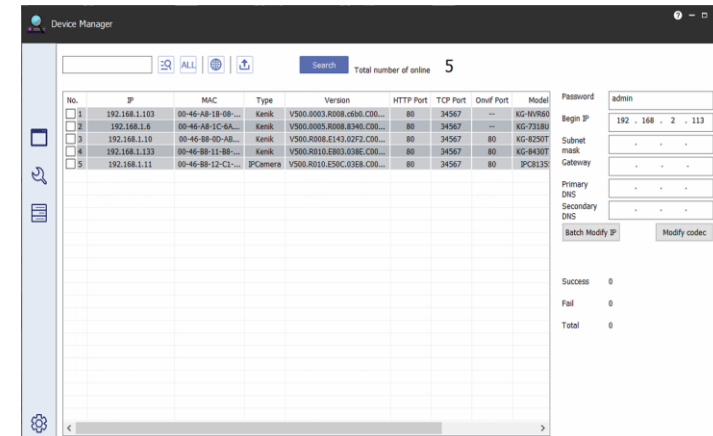 Device Manager
ALL
Search
Total number of online 5
No. IP MAC Type Version HTTP Port TCP Port Onvif Port Model
1 192.168.1.103 00-46-A8-1B-08-... Kenik V500.0003.R008.c6b0.C00... 80 34567 -- KG-NVR60
2 192.168.1.6 00-46-A8-1C-6A... Kenik V500.0005.R008.8340.C00... 80 34567 -- KG-7318U
3 192.168.1.10 00-46-B8-0D-AB... Kenik V500.R008.E143.02F2.C00... 80 34567 80 KG-8250T
4 192.168.1.133 00-46-B8-11-B8-... Kenik V500.R010.E803.038E.C00... 80 34567 80 KG-8430T
5 192.168.1.11 00-46-B8-12-C1-... IPCamera V500.R010.E50C.03E8.C00... 80 34567 80 IPC8135
Password admin
Begin IP 192 . 168 . 2 . 113
Subnet
mask . . .
Gateway . . .
Primary
DNS . . .
Secondary
DNS . . .
Batch Modify IP Modify codec
Success 0
Fail 0
Total 0